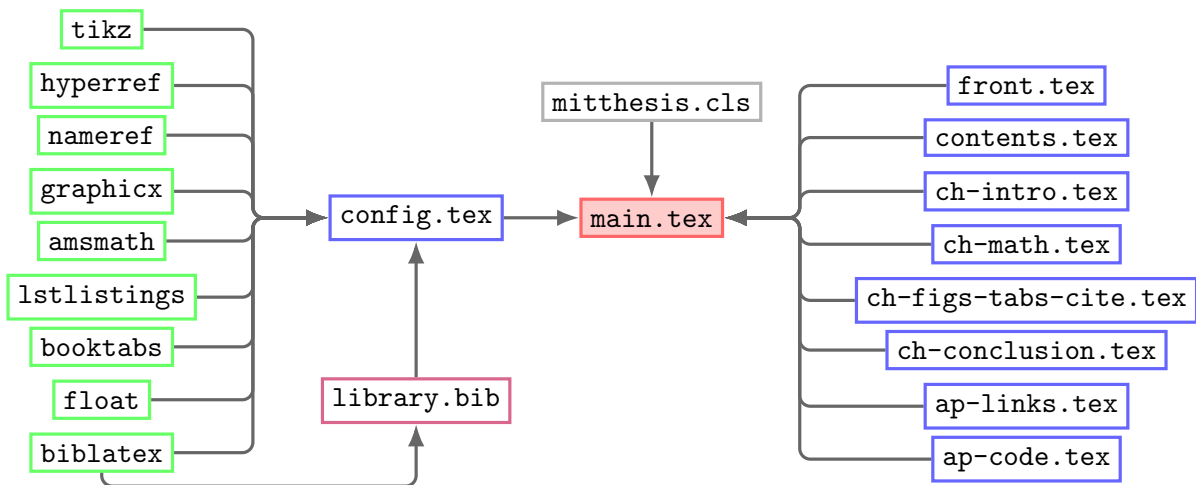 tikz
hyperref
nameref
graphicx
amsmath
lstlistings
booktabs
float
biblatex
config.tex
library.bib
mitthesis.cls
main.tex
front.tex
contents.tex
ch-intro.tex
ch-math.tex
ch-figs-tabs-cite.tex
ch-conclusion.tex
ap-links.tex
ap-code.tex